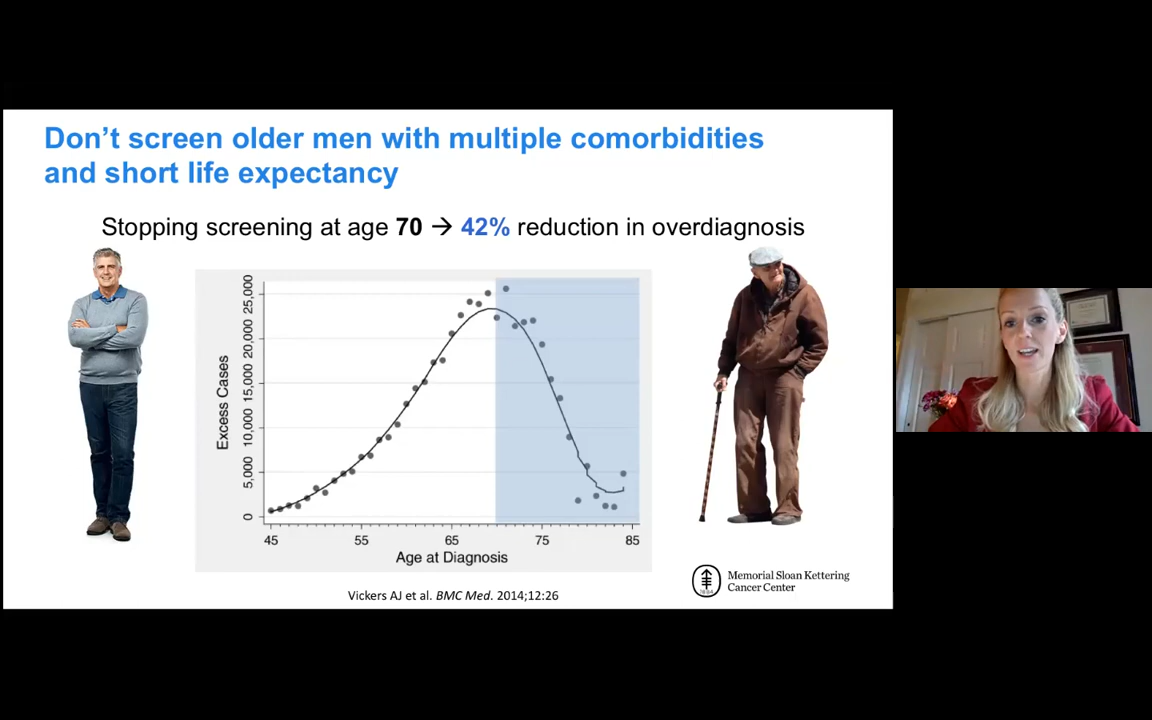 Don't screen older men with multiple comorbidities
and short life expectancy
Stopping screening at age 70 → 42% reduction in overdiagnosis
25,000
20,000
15,000
10,000
5,000
0
Excess Cases
45 55 65 75 85
Age at Diagnosis
Vickers AJ et al. BMC Med. 2014;12:26
Memorial Sloan Kettering
Cancer Center